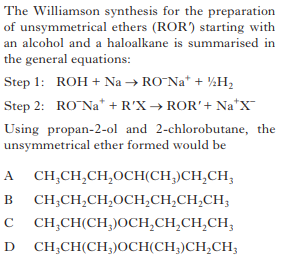 The Williamson synthesis for the preparation
of unsymmetrical ethers (ROR′) starting with
an alcohol and a haloalkane is summarised in
the general equations:
Step 1: ROH + Na → RO⁻Na⁺ + ½H₂
Step 2: RO⁻Na⁺ + R′X → ROR′ + Na⁺X⁻
Using propan-2-ol and 2-chlorobutane, the
unsymmetrical ether formed would be
A CH₃CH₂CH₂OCH(CH₃)CH₂CH₃
B CH₃CH₂CH₂OCH₂CH₂CH₂CH₃
C CH₃CH(CH₃)OCH₂CH₂CH₂CH₃
D CH₃CH(CH₃)OCH(CH₃)CH₂CH₃